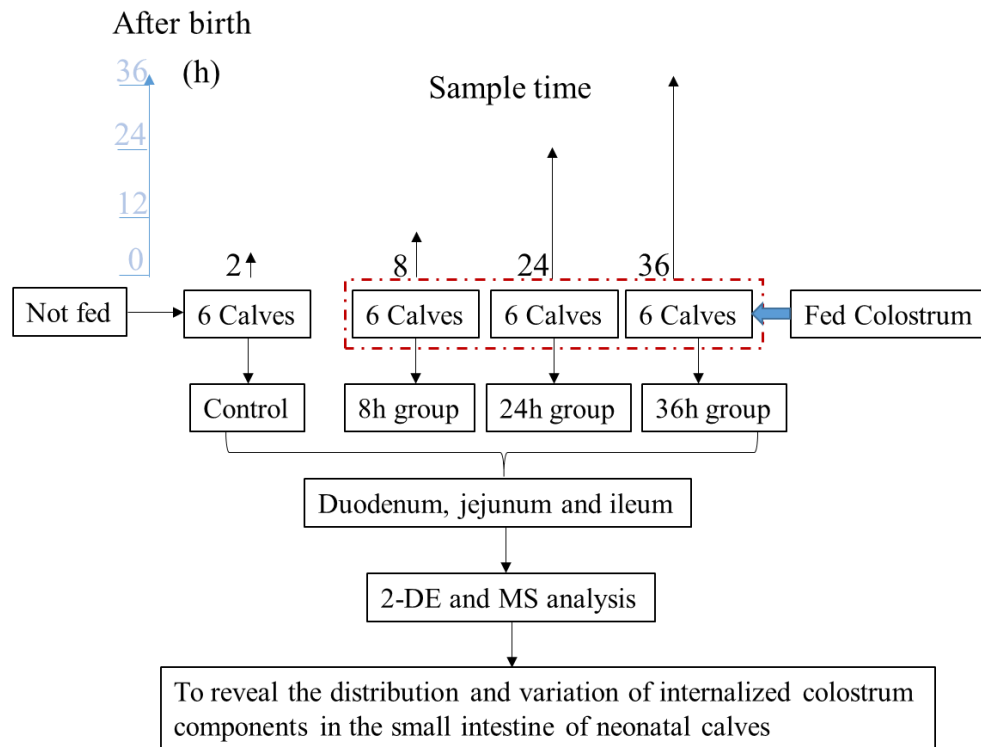 After birth
(h)
36
24
12
0
Sample time
2
8
24
36
Not fed
6 Calves
6 Calves
6 Calves
6 Calves
Fed Colostrum
Control
8h group
24h group
36h group
Duodenum, jejunum and ileum
2-DE and MS analysis
To reveal the distribution and variation of internalized colostrum
components in the small intestine of neonatal calves